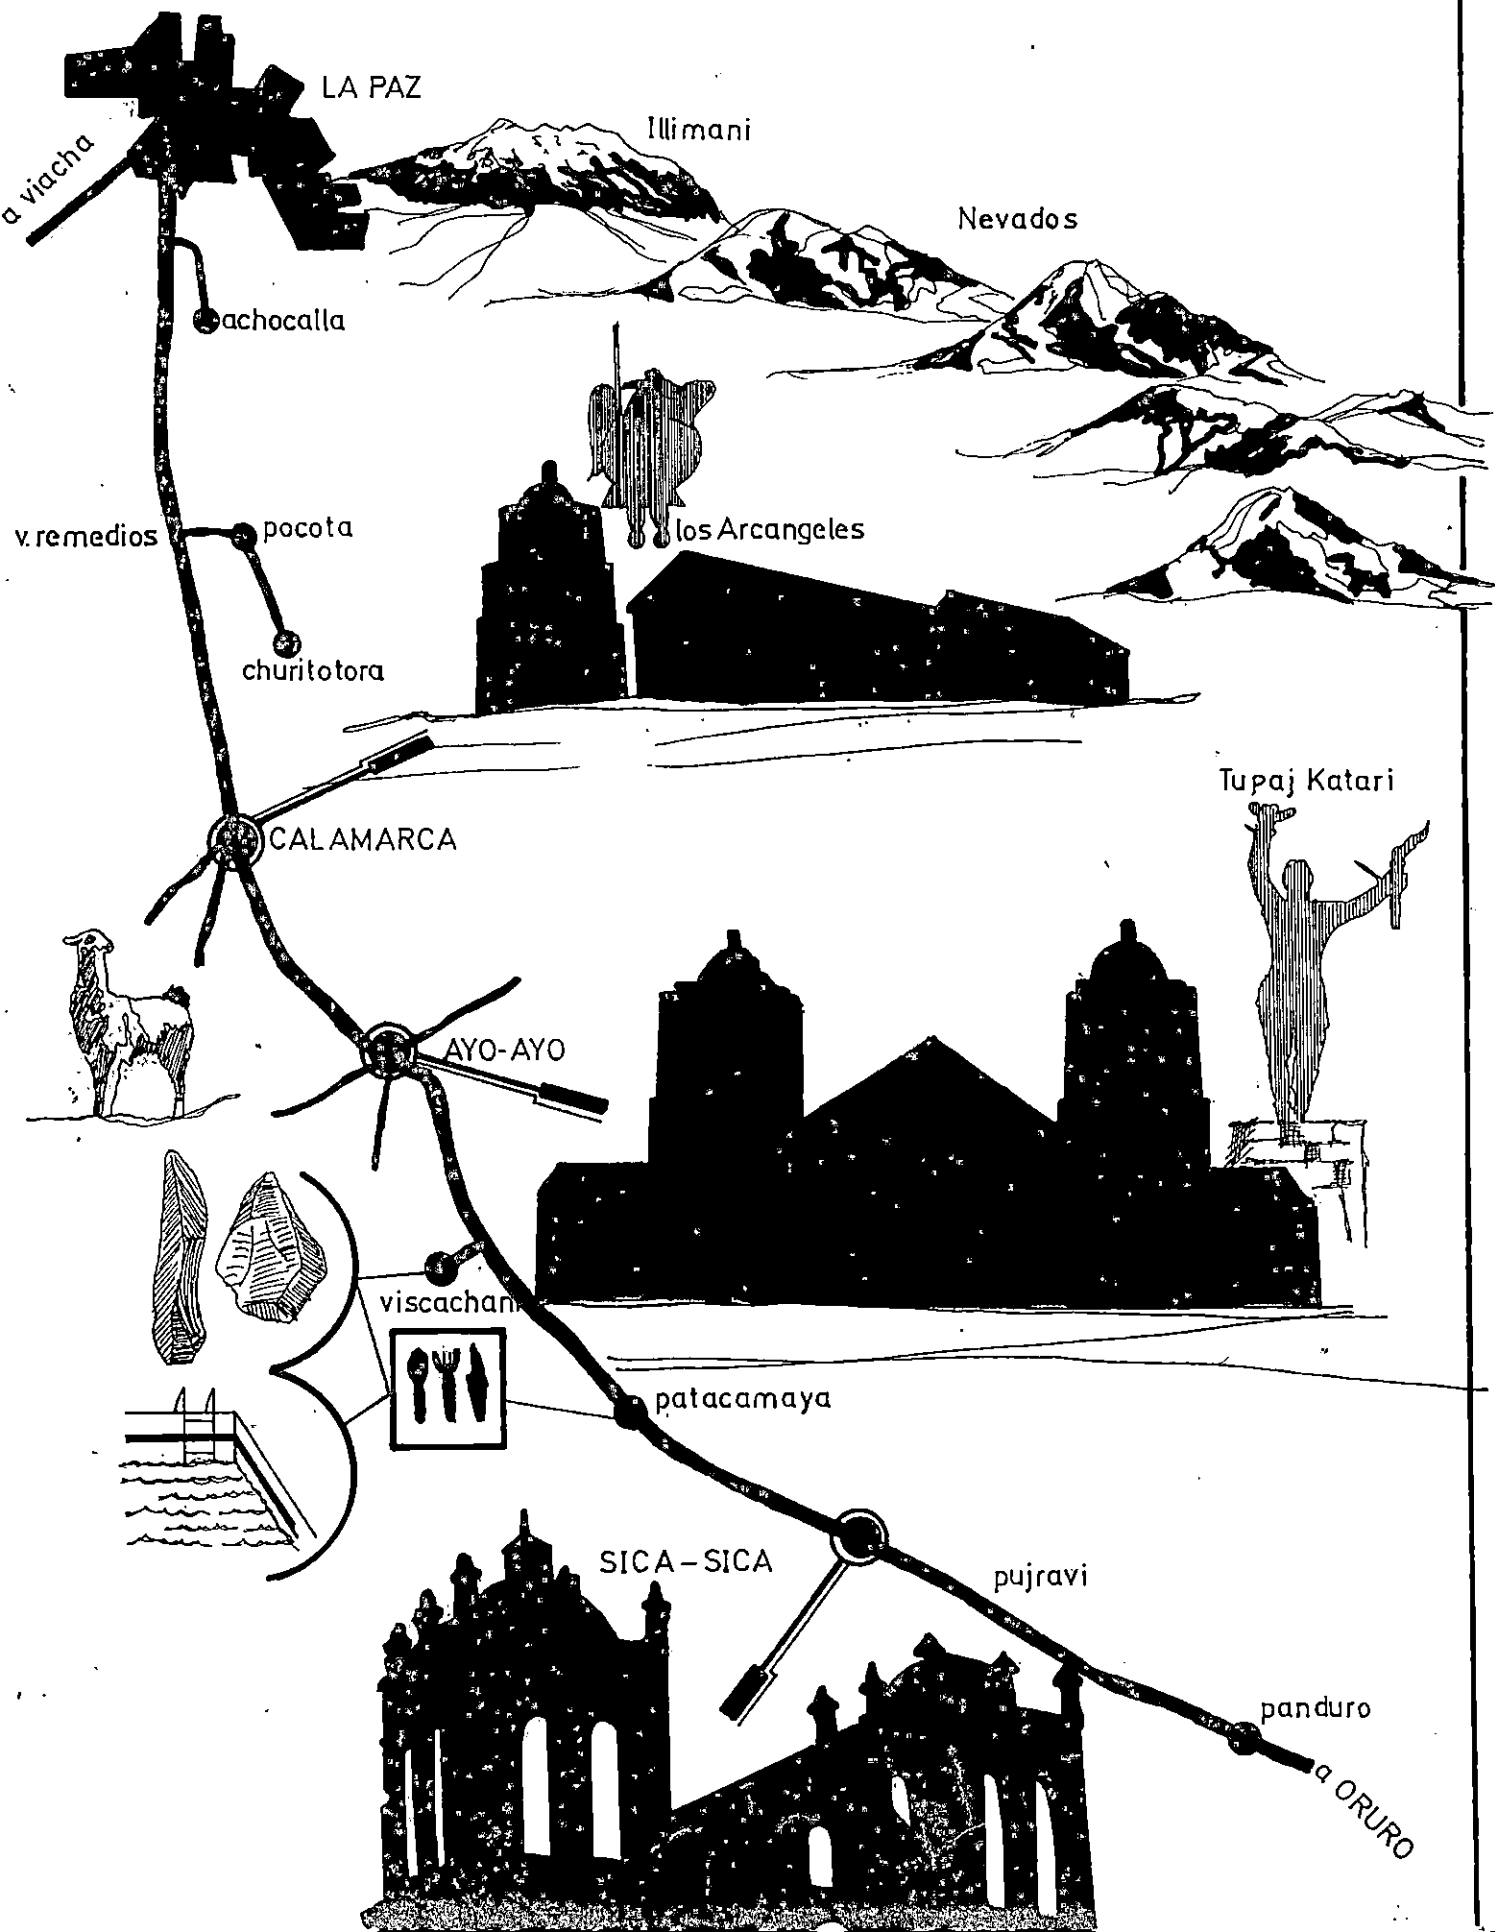 LA PAZ
Illimani
a viacha
Nevados
achocalla
v. remedios
pocota
los Arcangeles
churitotora
Tupaj Katari
CALAMARCA
AYO-AYO
viscachani
patacamaya
SICA-SICA
pujravi
panduro
a ORURO